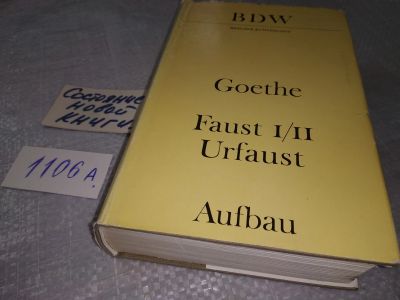 BDW
Goethe
Faust I/II
Urfaust
Aufbau
Состояние
новой
книги.
1106 А.